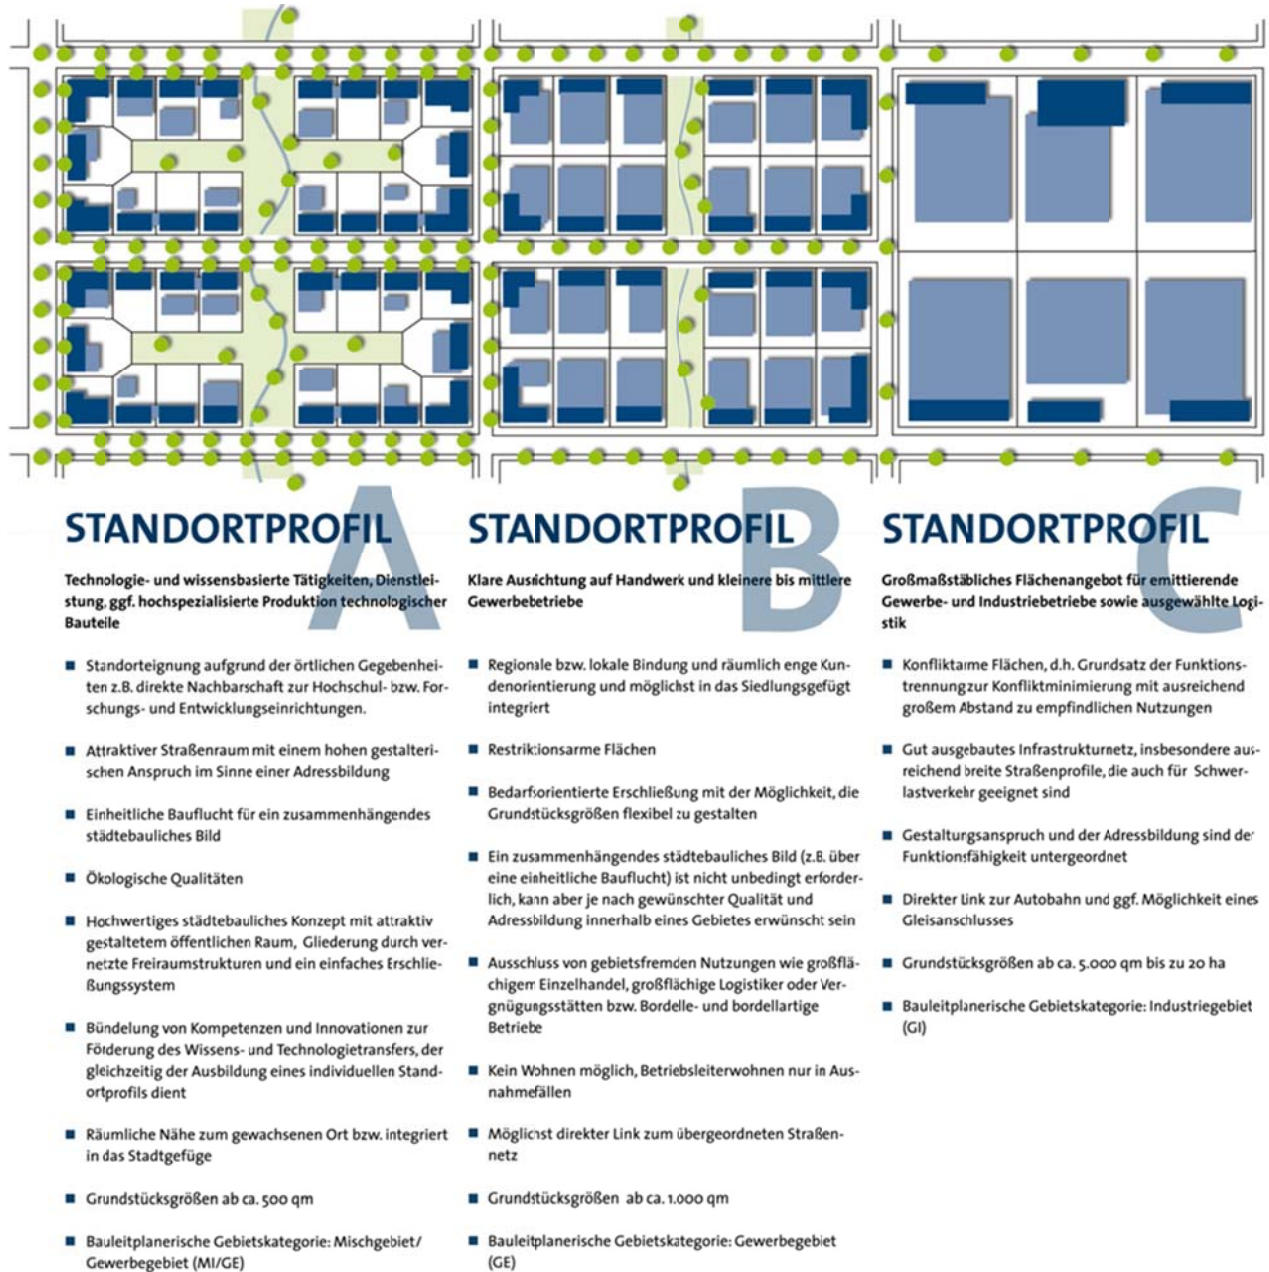 STANDORTPROFIL A
Technologie- und wissensbasierte Tätigkeiten, Dienstlei-
stung, ggf. hochspezialisierte Produktion technologischer
Bauteile
■ Standorteignung aufgrund der örtlichen Gegebenhei-
ten z.B. direkte Nachbarschaft zur Hochschul- bzw. For-
schungs- und Entwicklungseinrichtungen.
■ Attraktiver Straßenraum mit einem hohen gestalteri-
schen Anspruch im Sinne einer Adressbildung
■ Einheitliche Bauflucht für ein zusammenhängendes
städtebauliches Bild
■ Ökologische Qualitäten
■ Hochwertiges städtebauliches Konzept mit attraktiv
gestaltetem öffentlichen Raum, Gliederung durch ver-
netzte Freiraumstrukturen und ein einfaches Erschlie-
ßungssystem
■ Bündelung von Kompetenzen und Innovationen zur
Förderung des Wissens- und Technologietransfers, der
gleichzeitig der Ausbildung eines individuellen Stand-
ortprofils dient
■ Räumliche Nähe zum gewachsenen Ort bzw. integriert
in das Stadtgefüge
■ Grundstücksgrößen ab ca. 500 qm
■ Bauleitplanerische Gebietskategorie: Mischgebiet/
Gewerbegebiet (MI/GE)
STANDORTPROFIL B
Klare Ausrichtung auf Handwerk und kleinere bis mittlere
Gewerbebetriebe
■ Regionale bzw. lokale Bindung und räumlich enge Kun-
denorientierung und möglichst in das Siedlungsgefügt
integriert
■ Restriktionsarme Flächen
■ Bedarfsorientierte Erschließung mit der Möglichkeit, die
Grundstücksgrößen flexibel zu gestalten
■ Ein zusammenhängendes städtebauliches Bild (z.B. über
eine einheitliche Bauflucht) ist nicht unbedingt erforder-
lich, kann aber je nach gewünschter Qualität und
Adressbildung innerhalb eines Gebietes erwünscht sein
■ Ausschluss von gebietsfremden Nutzungen wie großflä-
chigem Einzelhandel, großflächige Logistiker oder Ver-
gnügungsstätten bzw. Bordelle- und bordellartige
Betriebe
■ Kein Wohnen möglich, Betriebsleiterwohnen nur in Aus-
nahmefällen
■ Möglichst direkter Link zum übergeordneten Straßen-
netz
■ Grundstücksgrößen ab ca. 1.000 qm
■ Bauleitplanerische Gebietskategorie: Gewerbegebiet
(GE)
STANDORTPROFIL C
Großmaßstäbliches Flächenangebot für emittierende
Gewerbe- und Industriebetriebe sowie ausgewählte Logi-
stik
■ Konfliktarme Flächen, d.h. Grundsatz der Funktions-
trennung zur Konfliktminimierung mit ausreichend
großem Abstand zu empfindlichen Nutzungen
■ Gut ausgebautes Infrastrukturnetz, insbesondere aus-
reichend breite Straßenprofile, die auch für Schwer-
lastverkehr geeignet sind
■ Gestaltungsanspruch und der Adressbildung sind der
Funktionsfähigkeit untergeordnet
■ Direkter Link zur Autobahn und ggf. Möglichkeit eines
Gleisanschlusses
■ Grundstücksgrößen ab ca. 5.000 qm bis zu 20 ha
■ Bauleitplanerische Gebietskategorie: Industriegebiet
(GI)